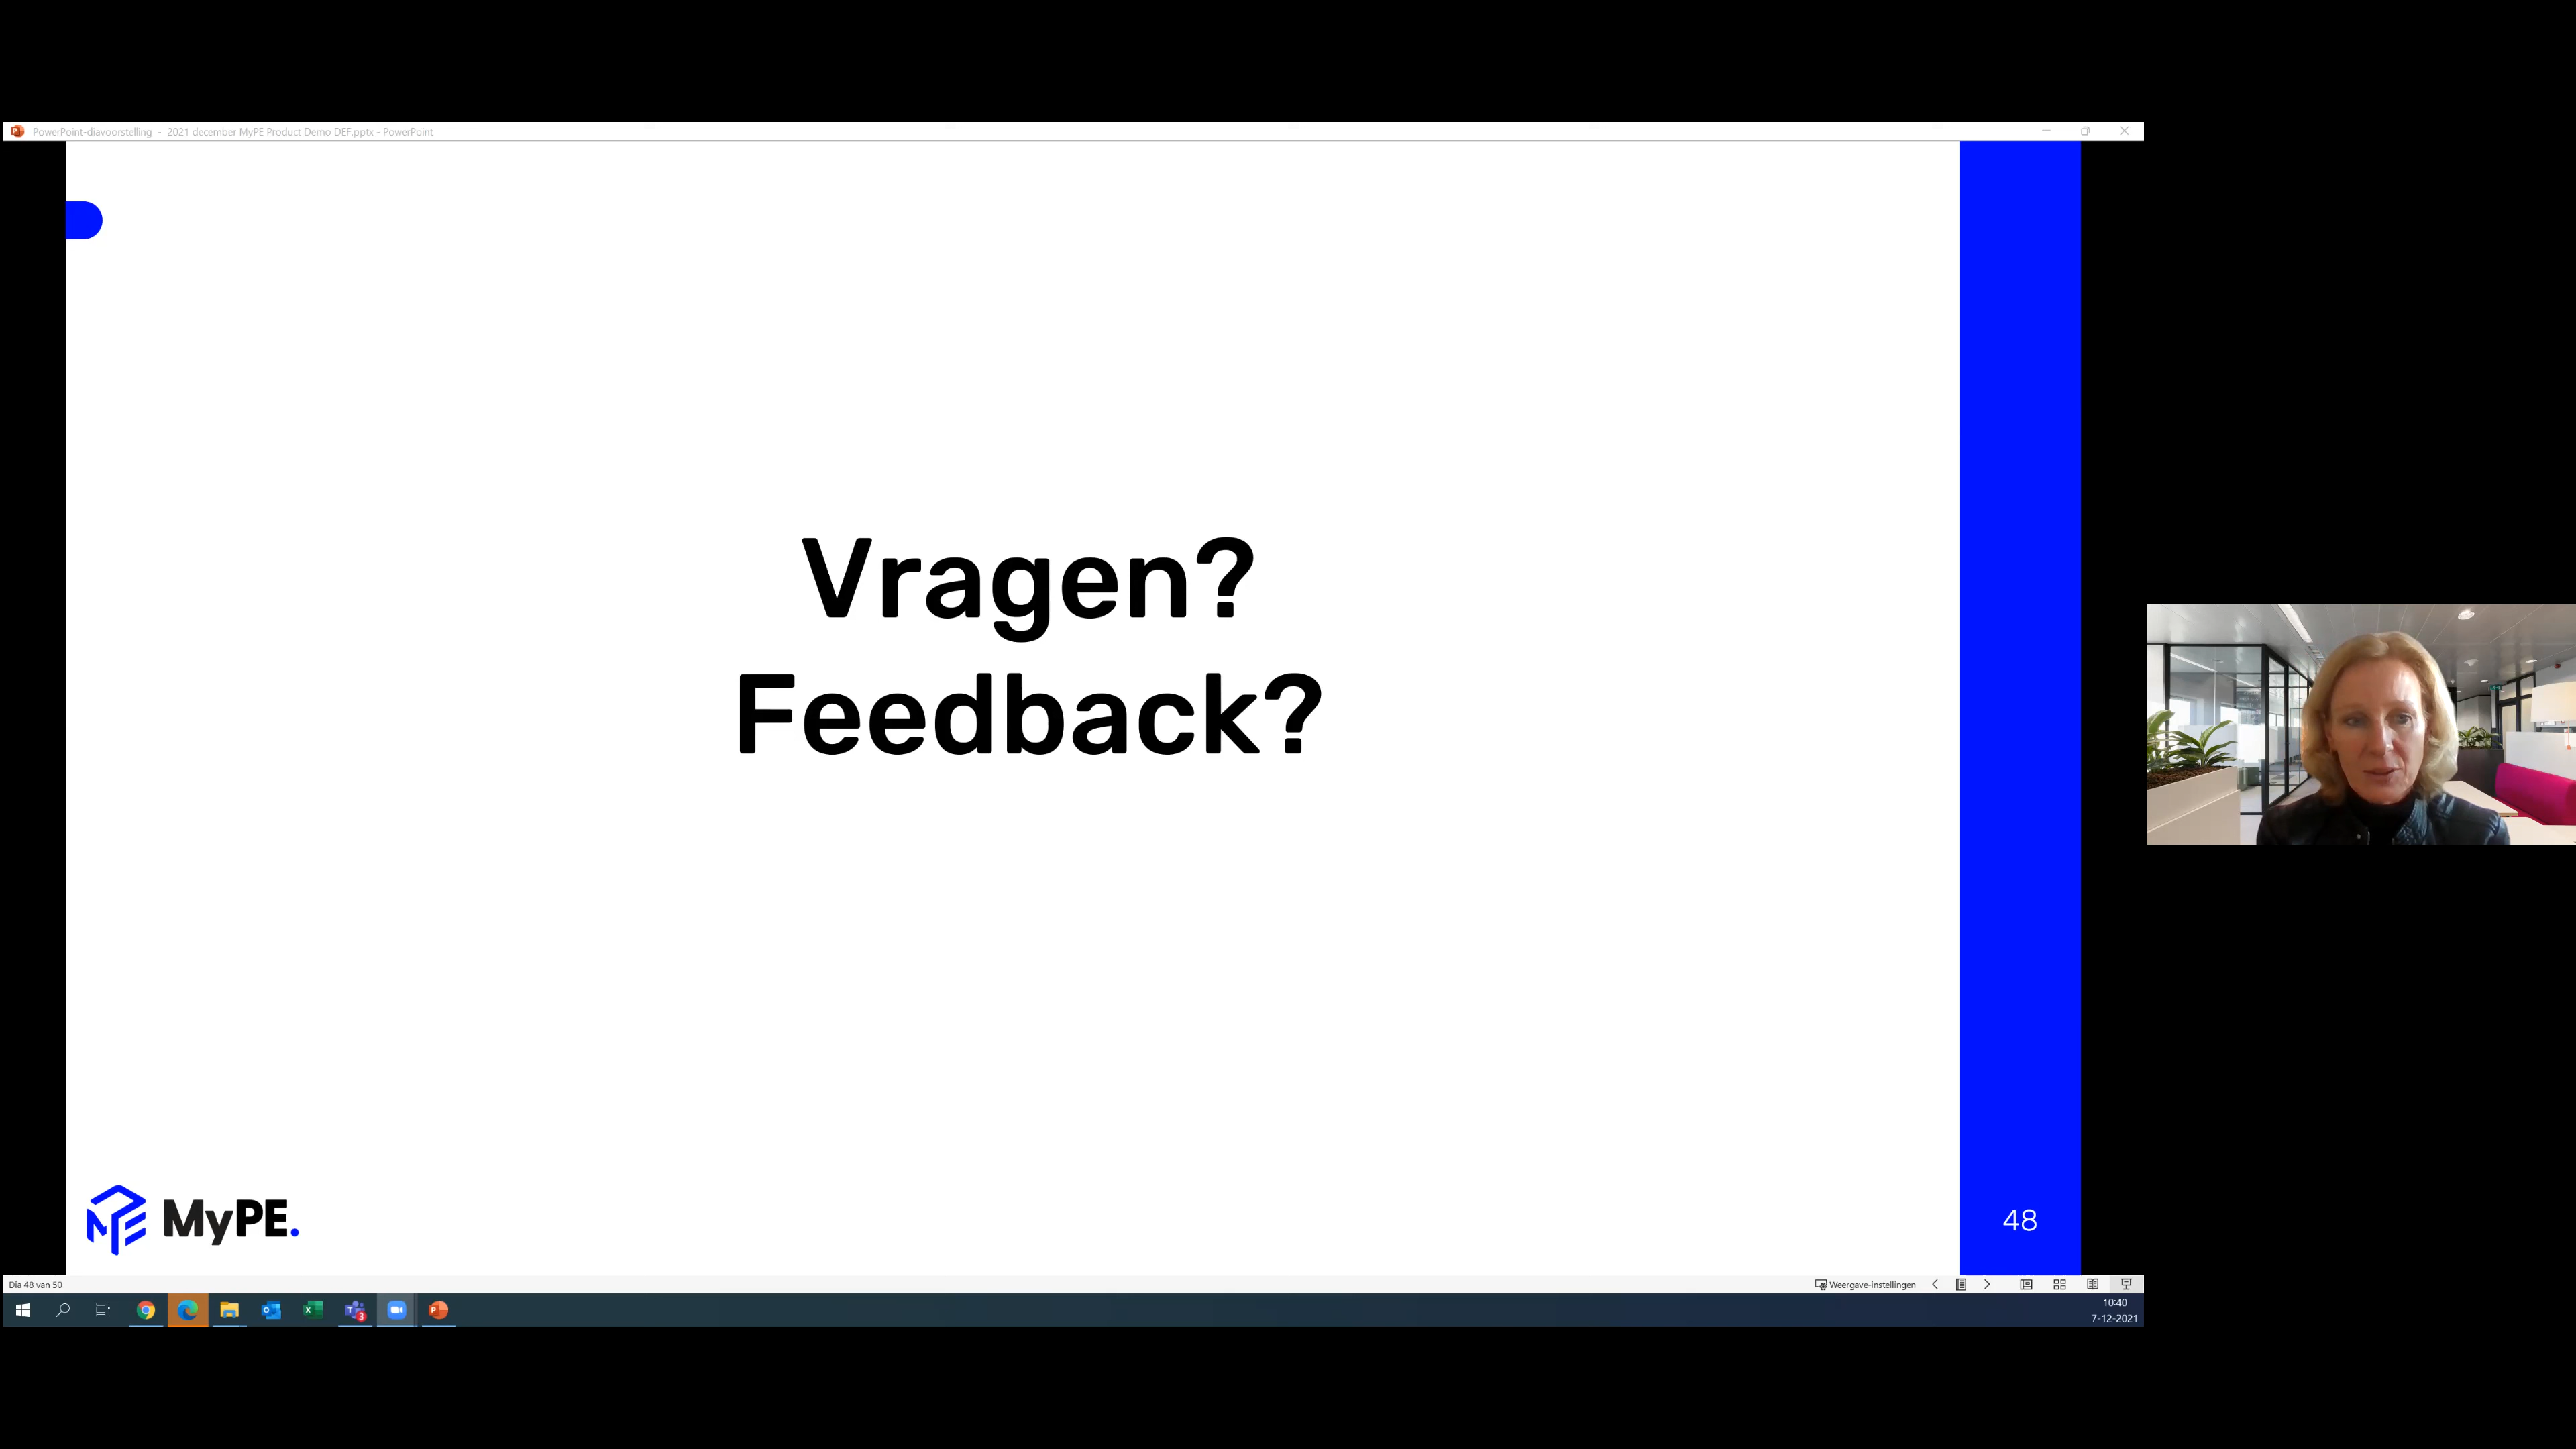 PowerPoint-diavoorstelling - 2021 december MyPE Product Demo DEF.pptx - PowerPoint
Vragen?
Feedback?
MyPE.
48
Dia 48 van 50
Weergave-instellingen
3
10:40
7-12-2021